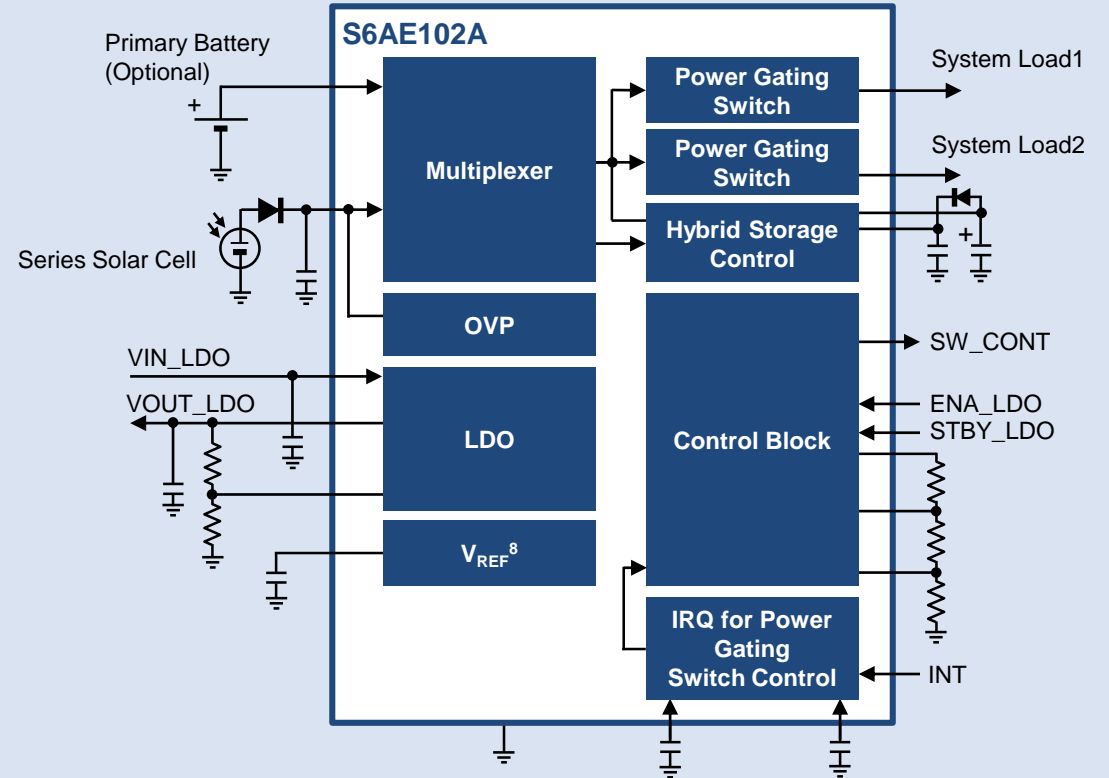 S6AE102A
Primary Battery
(Optional)
+
Series Solar Cell
VIN_LDO
VOUT_LDO
Multiplexer
OVP
LDO
VREF8
Power Gating
Switch
Power Gating
Switch
Hybrid Storage
Control
Control Block
IRQ for Power
Gating
Switch Control
System Load1
System Load2
+
SW_CONT
ENA_LDO
STBY_LDO
INT